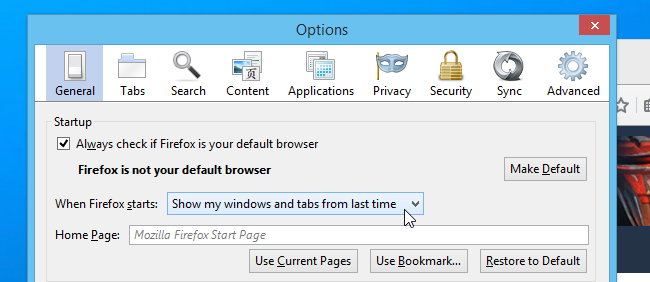 Options
General Tabs Search Content Applications Privacy Security Sync Advanced
Startup
Always check if Firefox is your default browser
Firefox is not your default browser Make Default
When Firefox starts: Show my windows and tabs from last time
Home Page: Mozilla Firefox Start Page
Use Current Pages Use Bookmark... Restore to Default